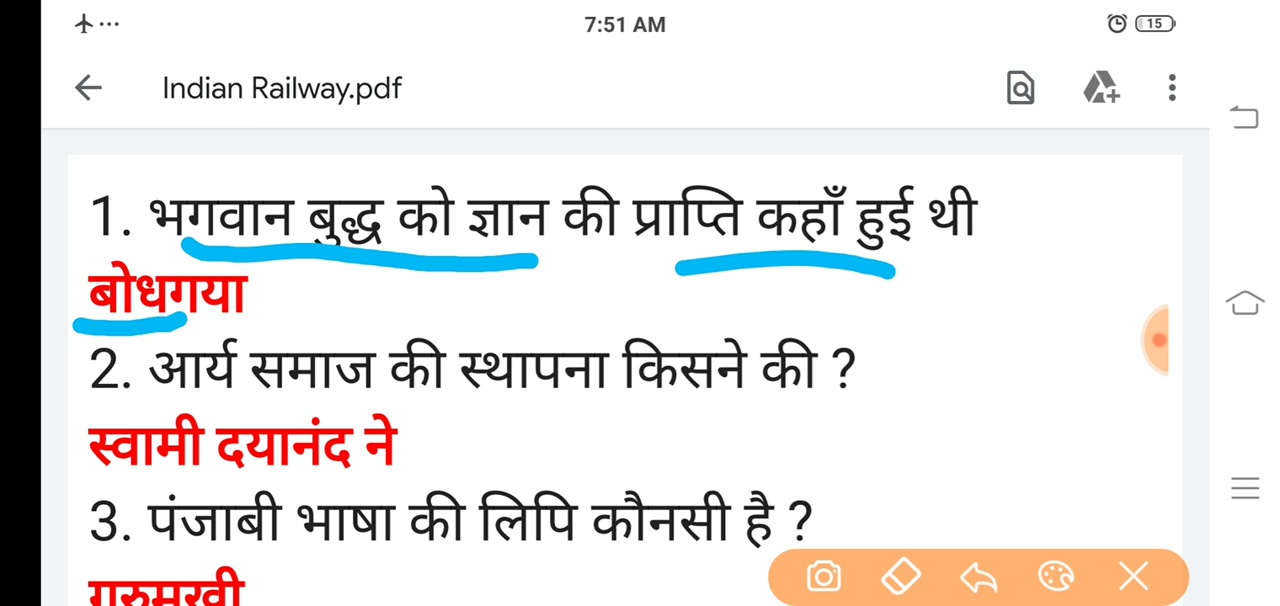 7:51 AM
15
Indian Railway.pdf
1. भगवान बुद्ध को ज्ञान की प्राप्ति कहाँ हुई थी
बोधगया
2. आर्य समाज की स्थापना किसने की ?
स्वामी दयानंद ने
3. पंजाबी भाषा की लिपि कौनसी है ?
गुरुमुखी